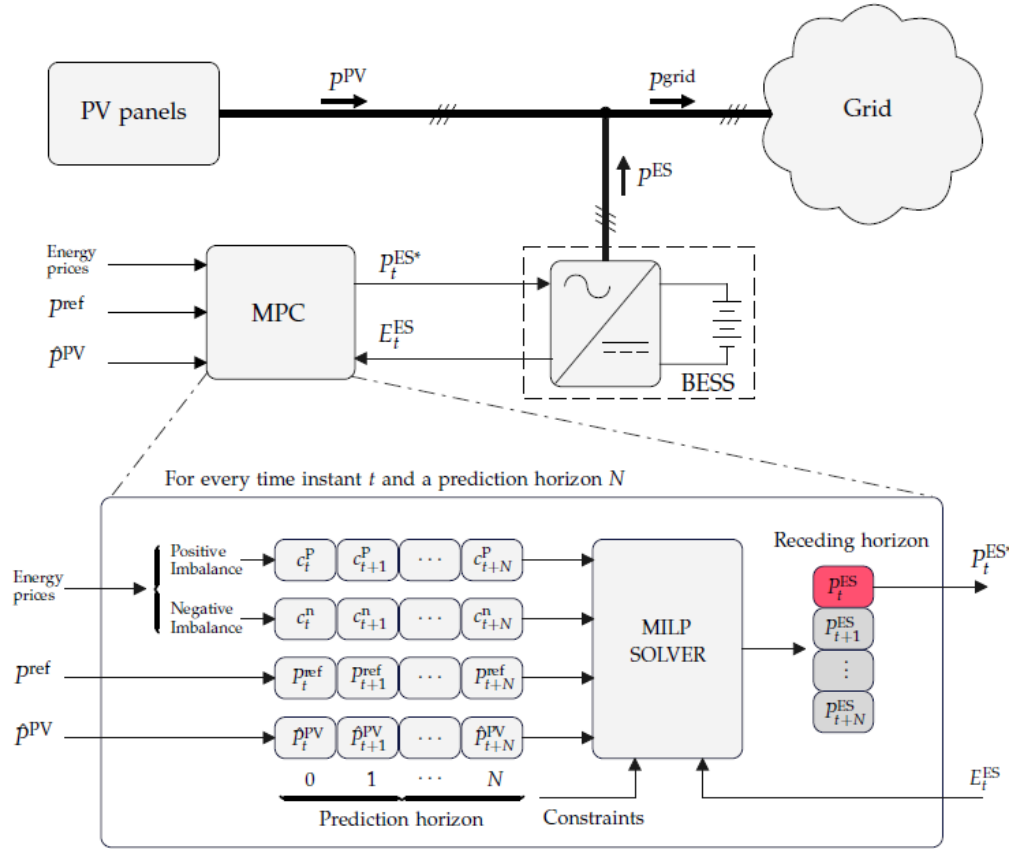 PV panels
p^PV
p^grid
Grid
p^ES
Energy
prices
p^ref
p̂^PV
MPC
p_t^ES*
E_t^ES
BESS
For every time instant t and a prediction horizon N
Energy
prices
Positive
Imbalance
c_t^P c_{t+1}^P ··· c_{t+N}^P
Negative
Imbalance
c_t^n c_{t+1}^n ··· c_{t+N}^n
p^ref
p_t^ref p_{t+1}^ref ··· p_{t+N}^ref
p̂^PV
p̂_t^PV p̂_{t+1}^PV ··· p̂_{t+N}^PV
0 1 ··· N
Prediction horizon
Constraints
MILP
SOLVER
Receding horizon
p_t^ES
p_{t+1}^ES
⋮
p_{t+N}^ES
p_t^ES*
E_t^ES